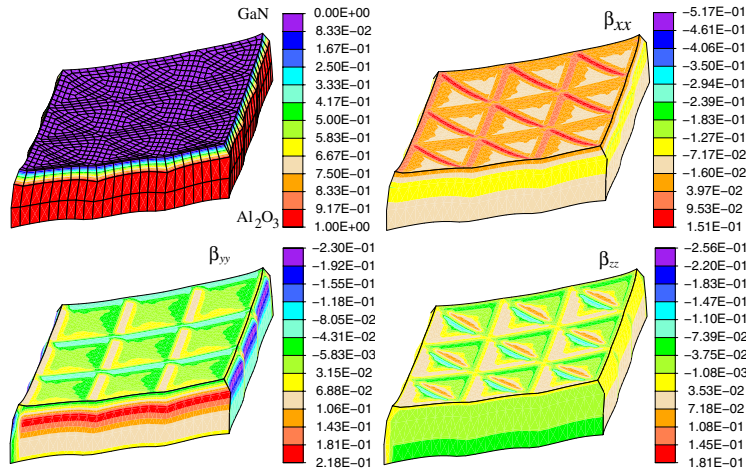 GaN
0.00E+00
8.33E-02
1.67E-01
2.50E-01
3.33E-01
4.17E-01
5.00E-01
5.83E-01
6.67E-01
7.50E-01
8.33E-01
9.17E-01
1.00E+00
Al2O3
βxx
-5.17E-01
-4.61E-01
-4.06E-01
-3.50E-01
-2.94E-01
-2.39E-01
-1.83E-01
-1.27E-01
-7.17E-02
-1.60E-02
3.97E-02
9.53E-02
1.51E-01
βyy
-2.30E-01
-1.92E-01
-1.55E-01
-1.18E-01
-8.05E-02
-4.31E-02
-5.83E-03
3.15E-02
6.88E-02
1.06E-01
1.43E-01
1.81E-01
2.18E-01
βzz
-2.56E-01
-2.20E-01
-1.83E-01
-1.47E-01
-1.10E-01
-7.39E-02
-3.75E-02
-1.08E-03
3.53E-02
7.18E-02
1.08E-01
1.45E-01
1.81E-01